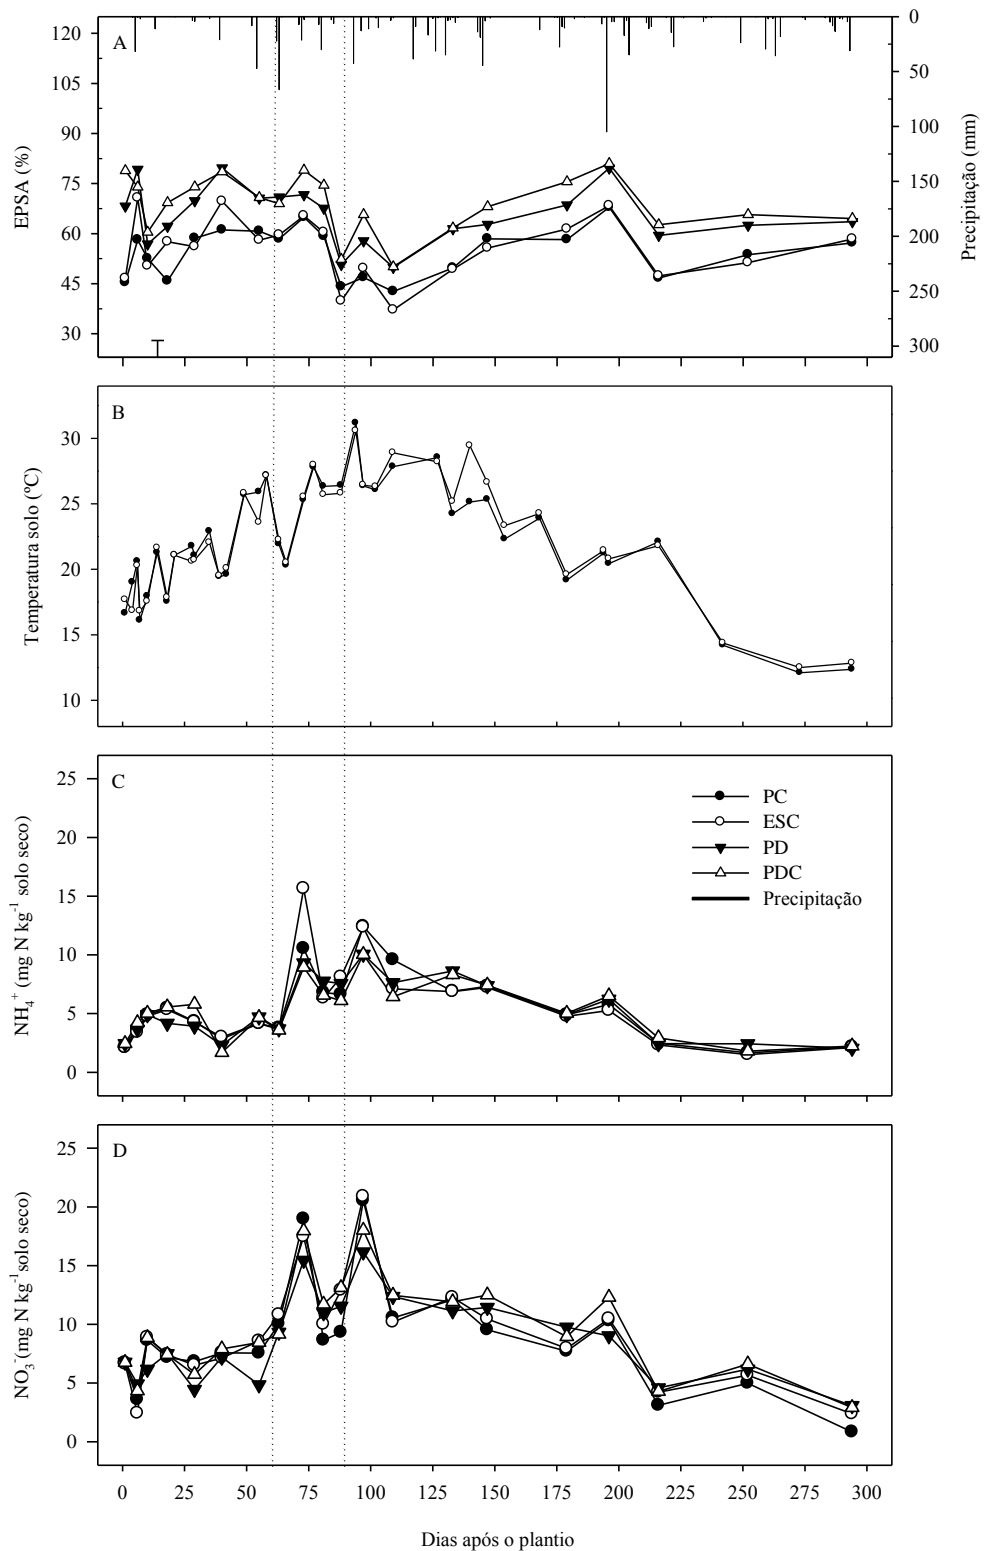 A
120
105
90
75
60
45
30
EPSA (%)
0
50
100
150
200
250
300
Precipitação (mm)
B
30
25
20
15
10
Temperatura solo (ºC)
C
25
20
15
10
5
0
NH₄⁺ (mg N kg⁻¹ solo seco)
PC
ESC
PD
PDC
Precipitação
D
25
20
15
10
5
0
NO₃⁻(mg N kg⁻¹solo seco)
0 25 50 75 100 125 150 175 200 225 250 275 300
Dias após o plantio